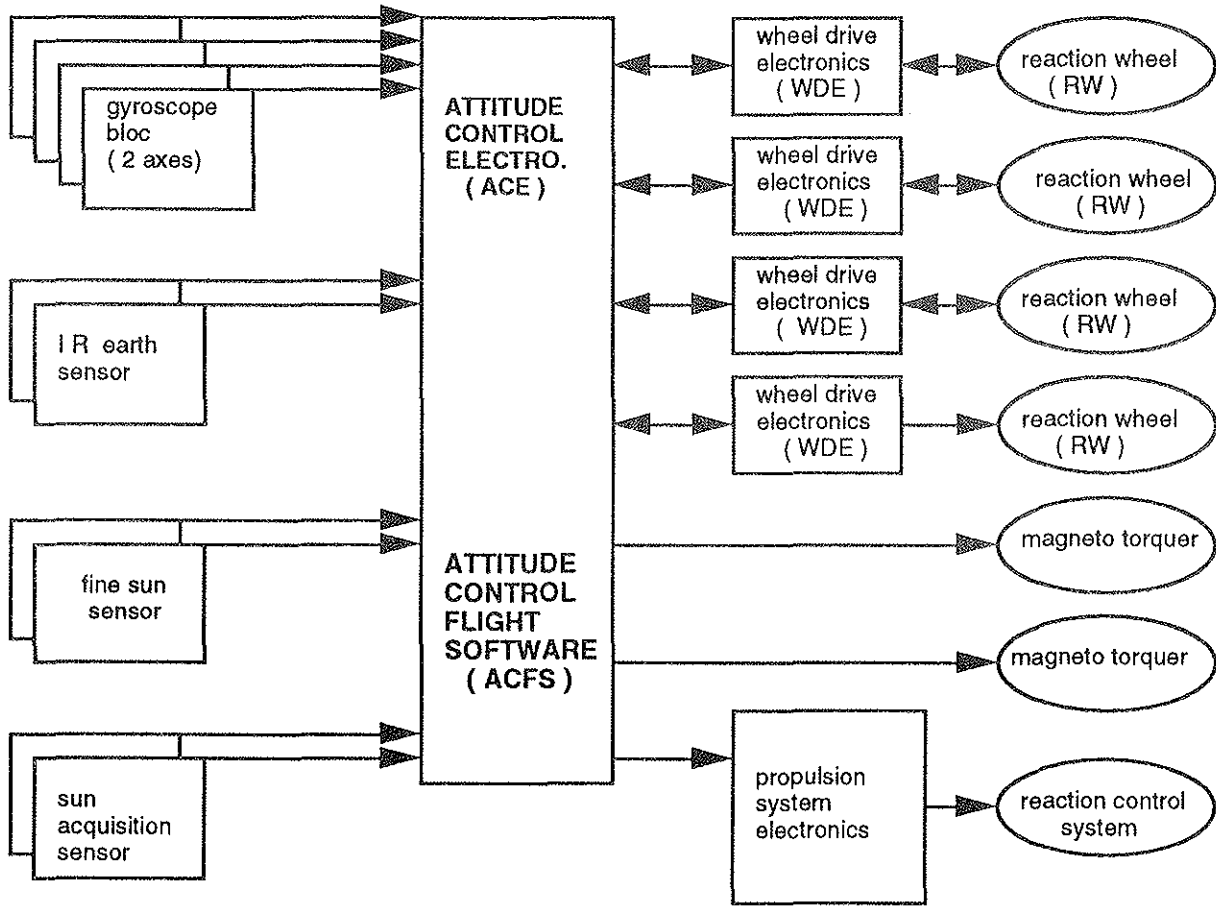 gyroscope
bloc
( 2 axes)
I R earth
sensor
fine sun
sensor
sun
acquisition
sensor
ATTITUDE
CONTROL
ELECTRO.
( ACE )
ATTITUDE
CONTROL
FLIGHT
SOFTWARE
( ACFS )
wheel drive
electronics
( WDE )
reaction wheel
( RW )
wheel drive
electronics
( WDE )
reaction wheel
( RW )
wheel drive
electronics
( WDE )
reaction wheel
( RW )
wheel drive
electronics
( WDE )
reaction wheel
( RW )
magneto torquer
magneto torquer
propulsion
system
electronics
reaction control
system